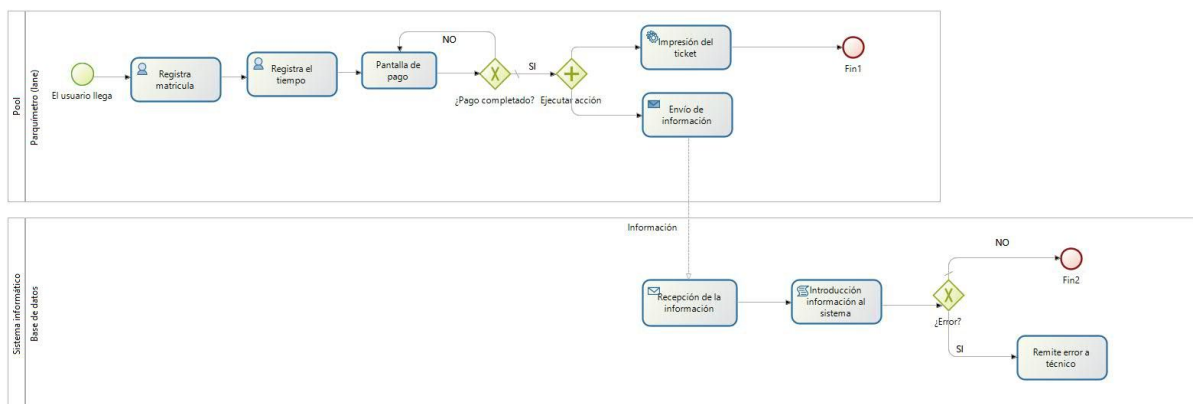 Pool
Parquímetro (lane)
El usuario llega
Registra
matricula
Registra el
tiempo
Pantalla de
pago
NO
¿Pago completado?
SI
Ejecutar acción
Impresión del
ticket
Fin1
Envío de
información
Información
Sistema informático
Base de datos
Recepción de la
información
Introducción
información al
sistema
¿Error?
NO
Fin2
SI
Remite error a
técnico